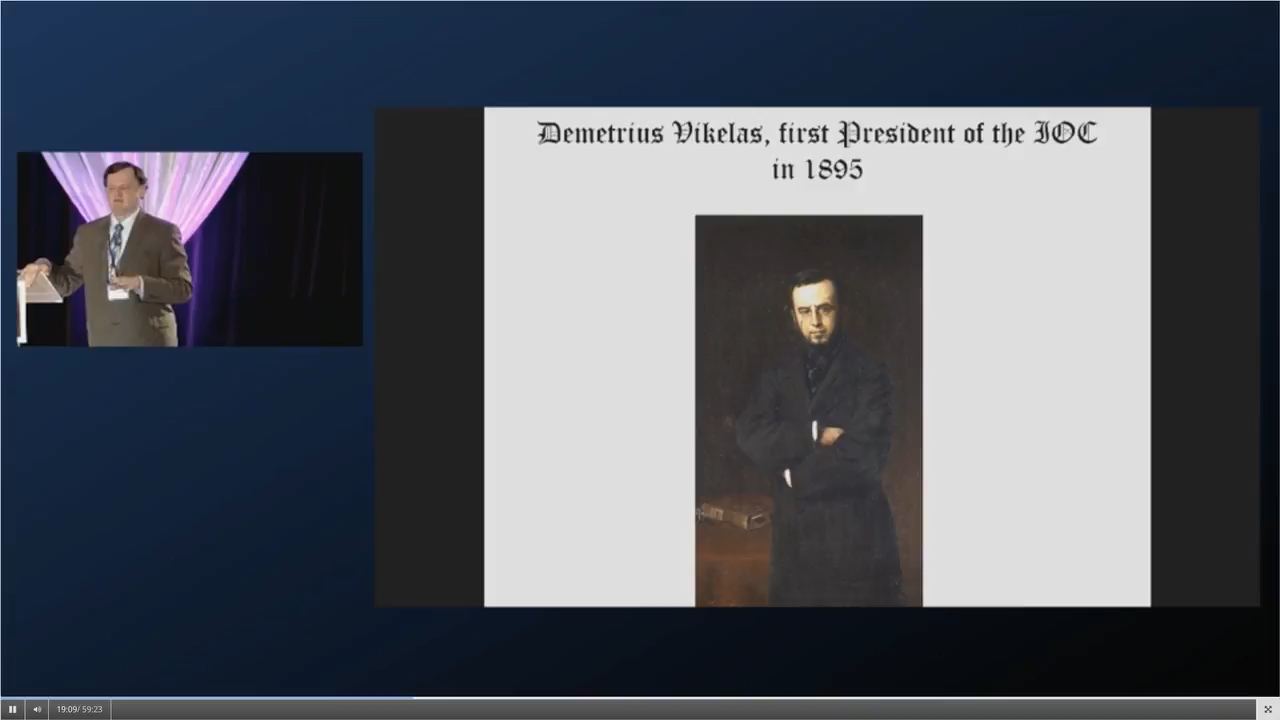 Demetrius Vikelas, first President of the IOC
in 1895
19:09/ 59:23